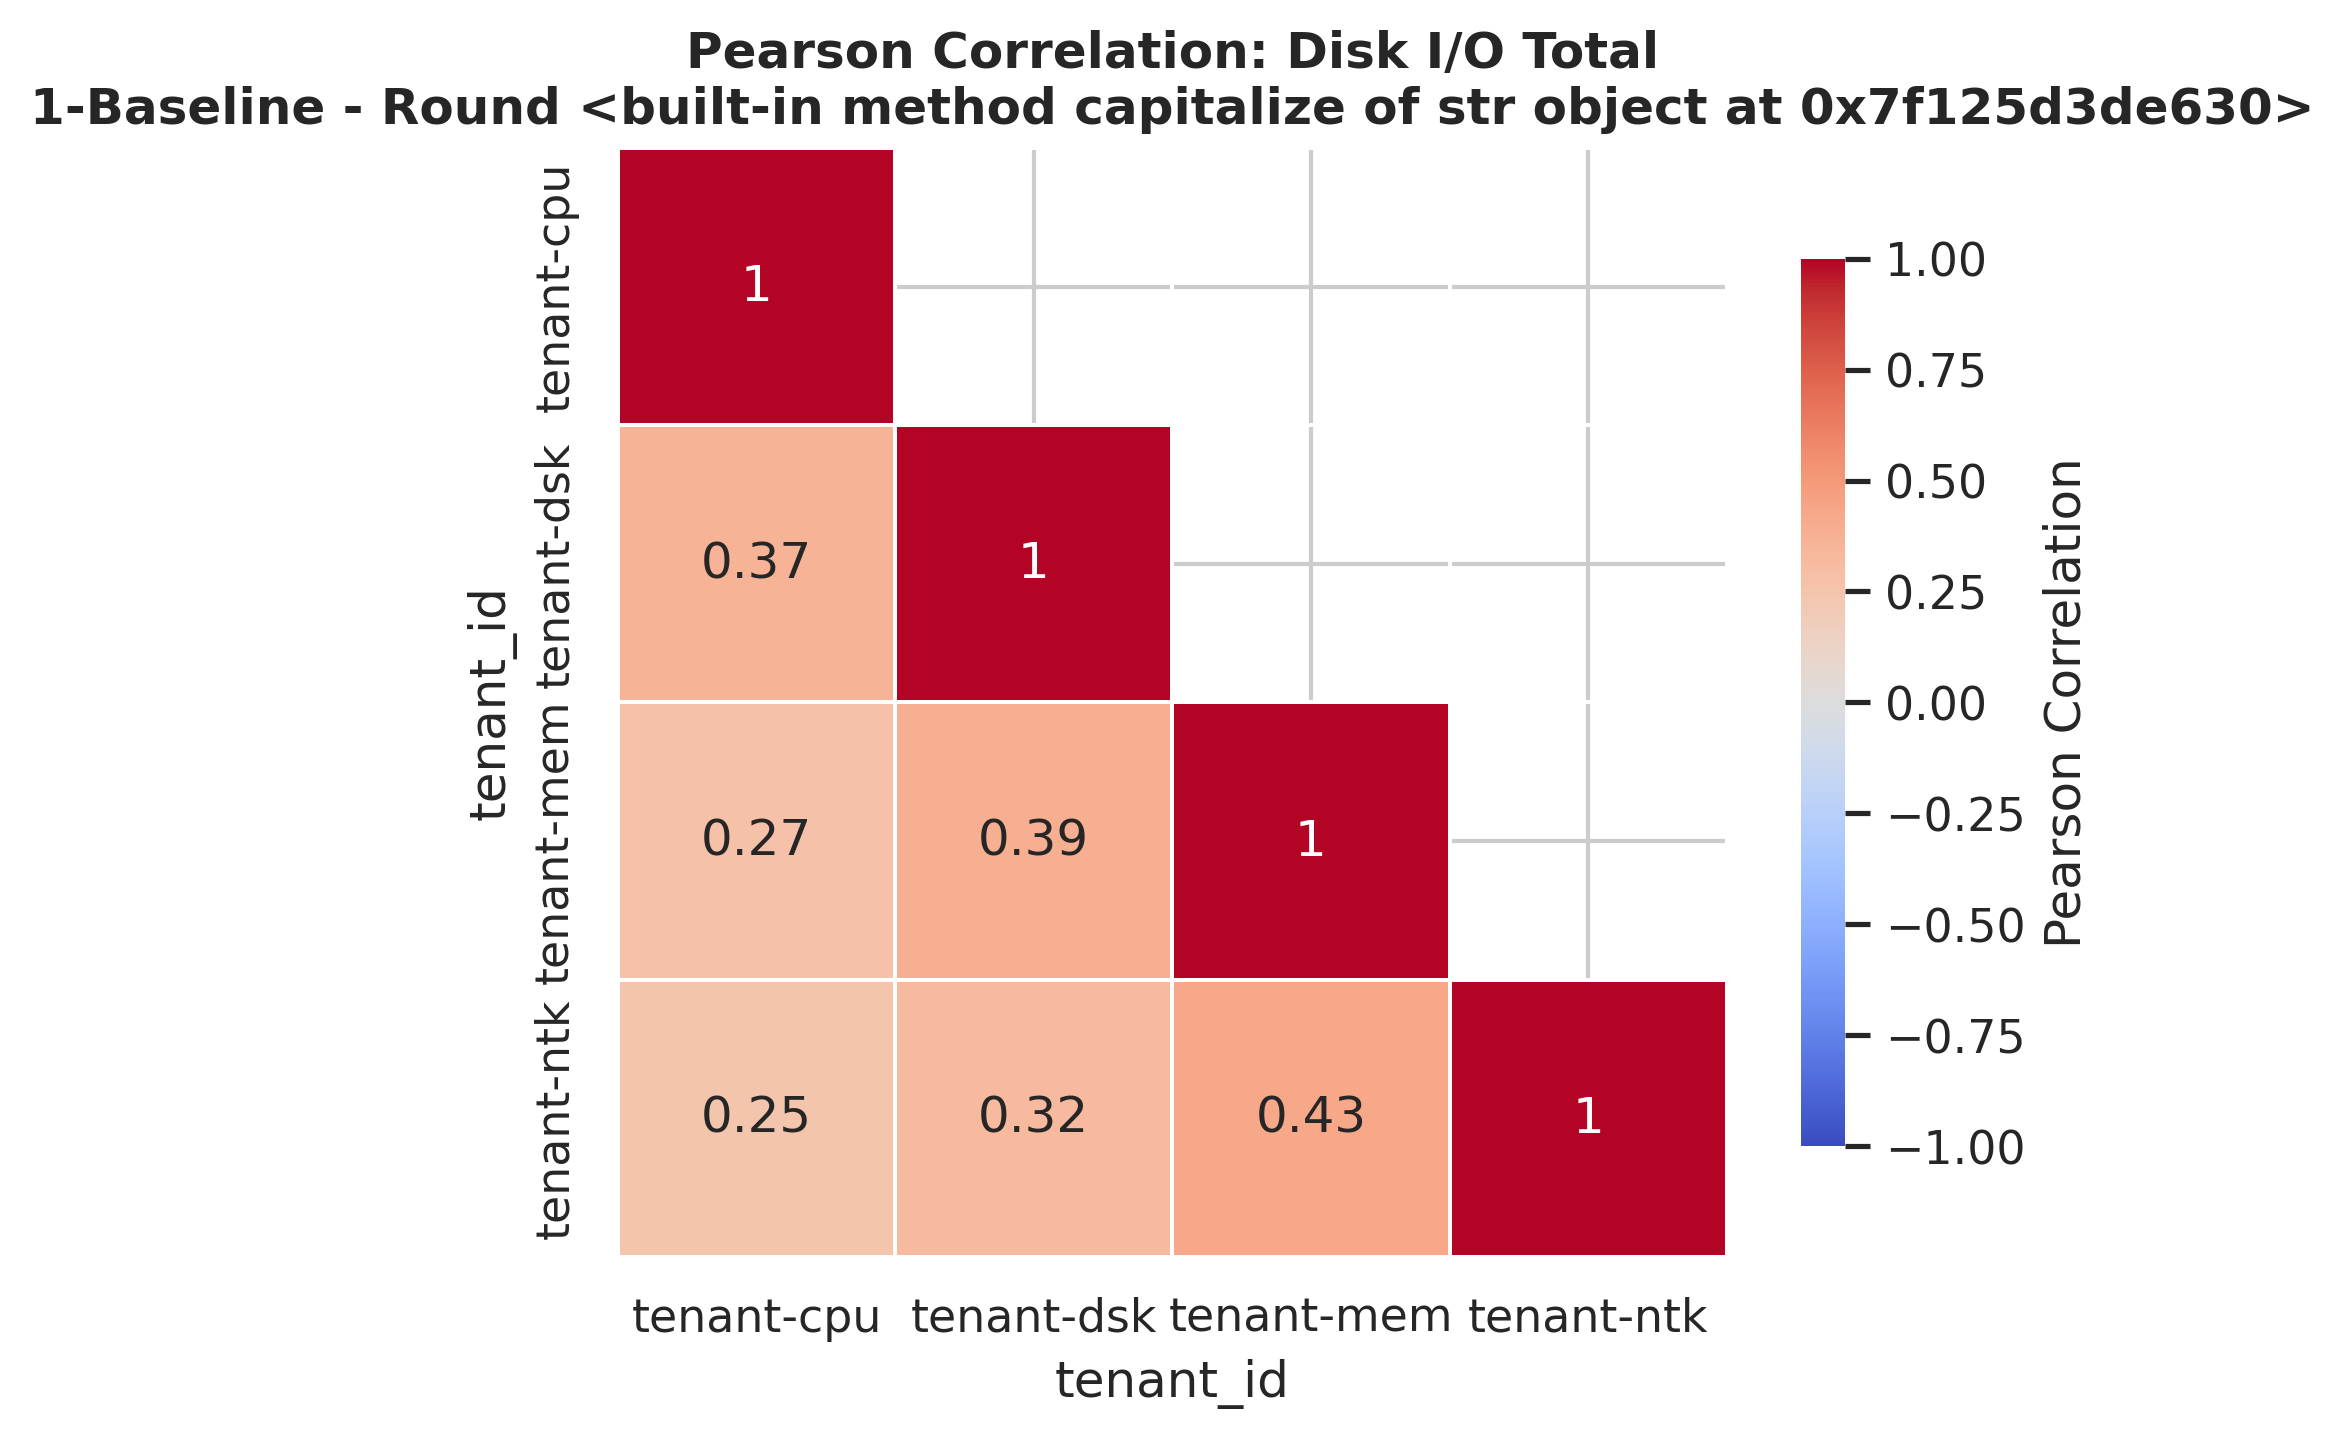 Pearson Correlation: Disk I/O Total
1-Baseline - Round <built-in method capitalize of str object at 0x7f125d3de630>
tenant_id
tenant-cpu
tenant-dsk
tenant-mem
tenant-ntk
1
0.37 1
0.27 0.39 1
0.25 0.32 0.43 1
tenant-cpu tenant-dsk tenant-mem tenant-ntk
tenant_id
1.00
0.75
0.50
0.25
0.00
−0.25
−0.50
−0.75
−1.00
Pearson Correlation